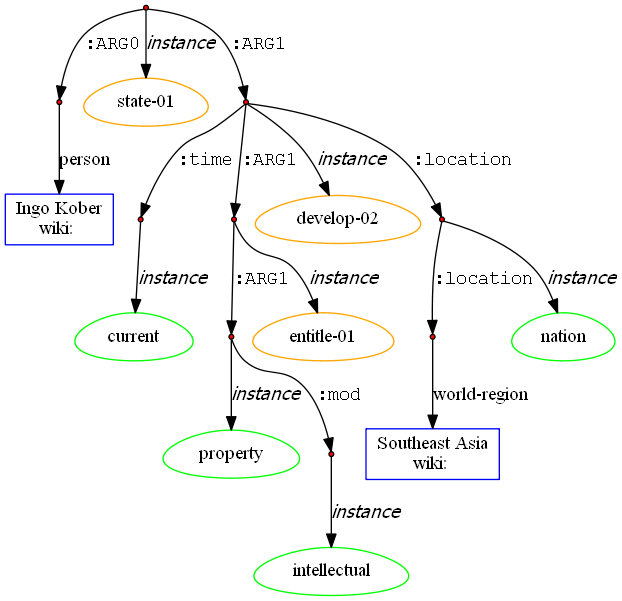 :ARG0 instance :ARG1
state-01
person :time :ARG1 instance :location
Ingo Kober
wiki:
develop-02
instance :ARG1 instance :location instance
current entitle-01 nation
instance :mod world-region
property
Southeast Asia
wiki:
instance
intellectual